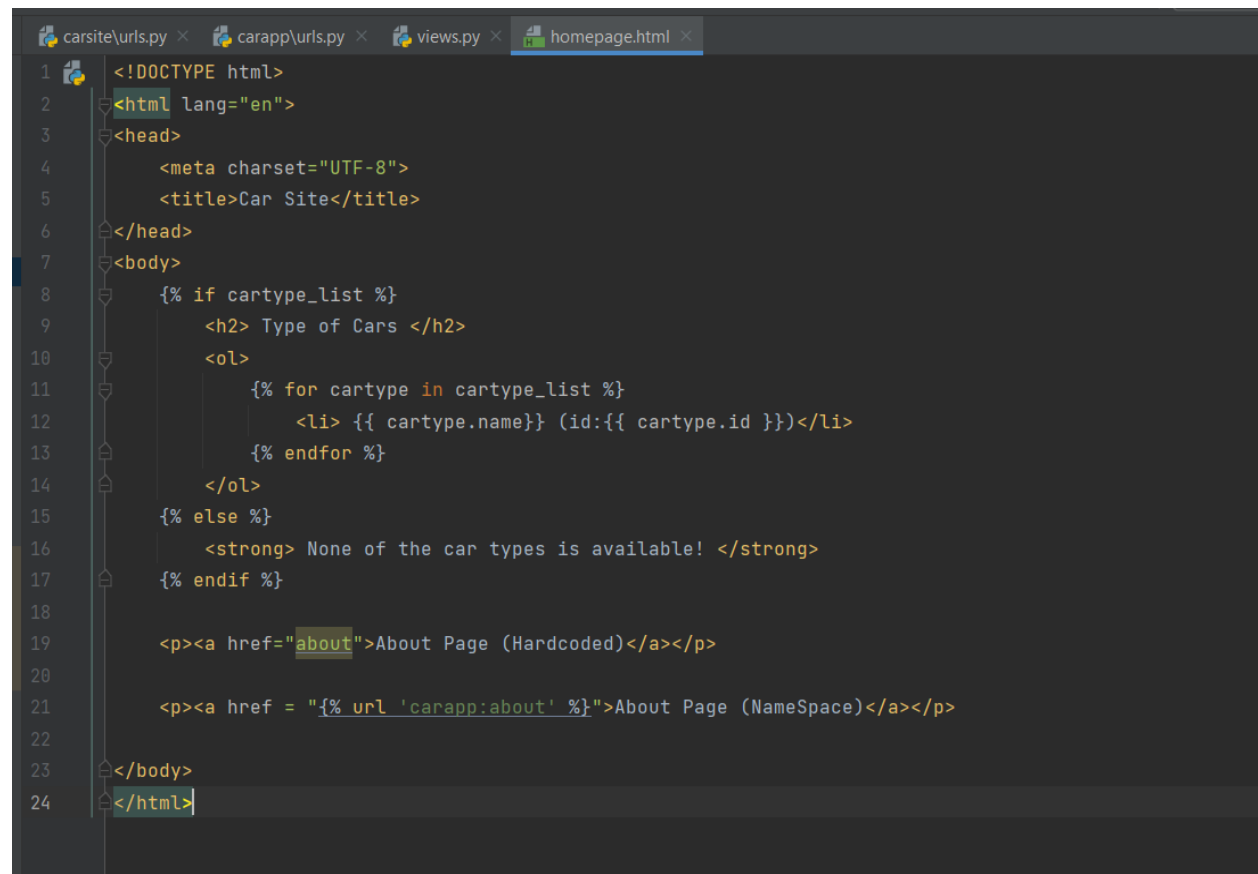 carsite\urls.py × carapp\urls.py × views.py × homepage.html ×
1 <!DOCTYPE html>
2 <html lang="en">
3 <head>
4 <meta charset="UTF-8">
5 <title>Car Site</title>
6 </head>
7 <body>
8 {% if cartype_list %}
9 <h2> Type of Cars </h2>
10 <ol>
11 {% for cartype in cartype_list %}
12 <li> {{ cartype.name}} (id:{{ cartype.id }})</li>
13 {% endfor %}
14 </ol>
15 {% else %}
16 <strong> None of the car types is available! </strong>
17 {% endif %}
18
19 <p><a href="about">About Page (Hardcoded)</a></p>
20
21 <p><a href = "{% url 'carapp:about' %}">About Page (NameSpace)</a></p>
22
23 </body>
24 </html>